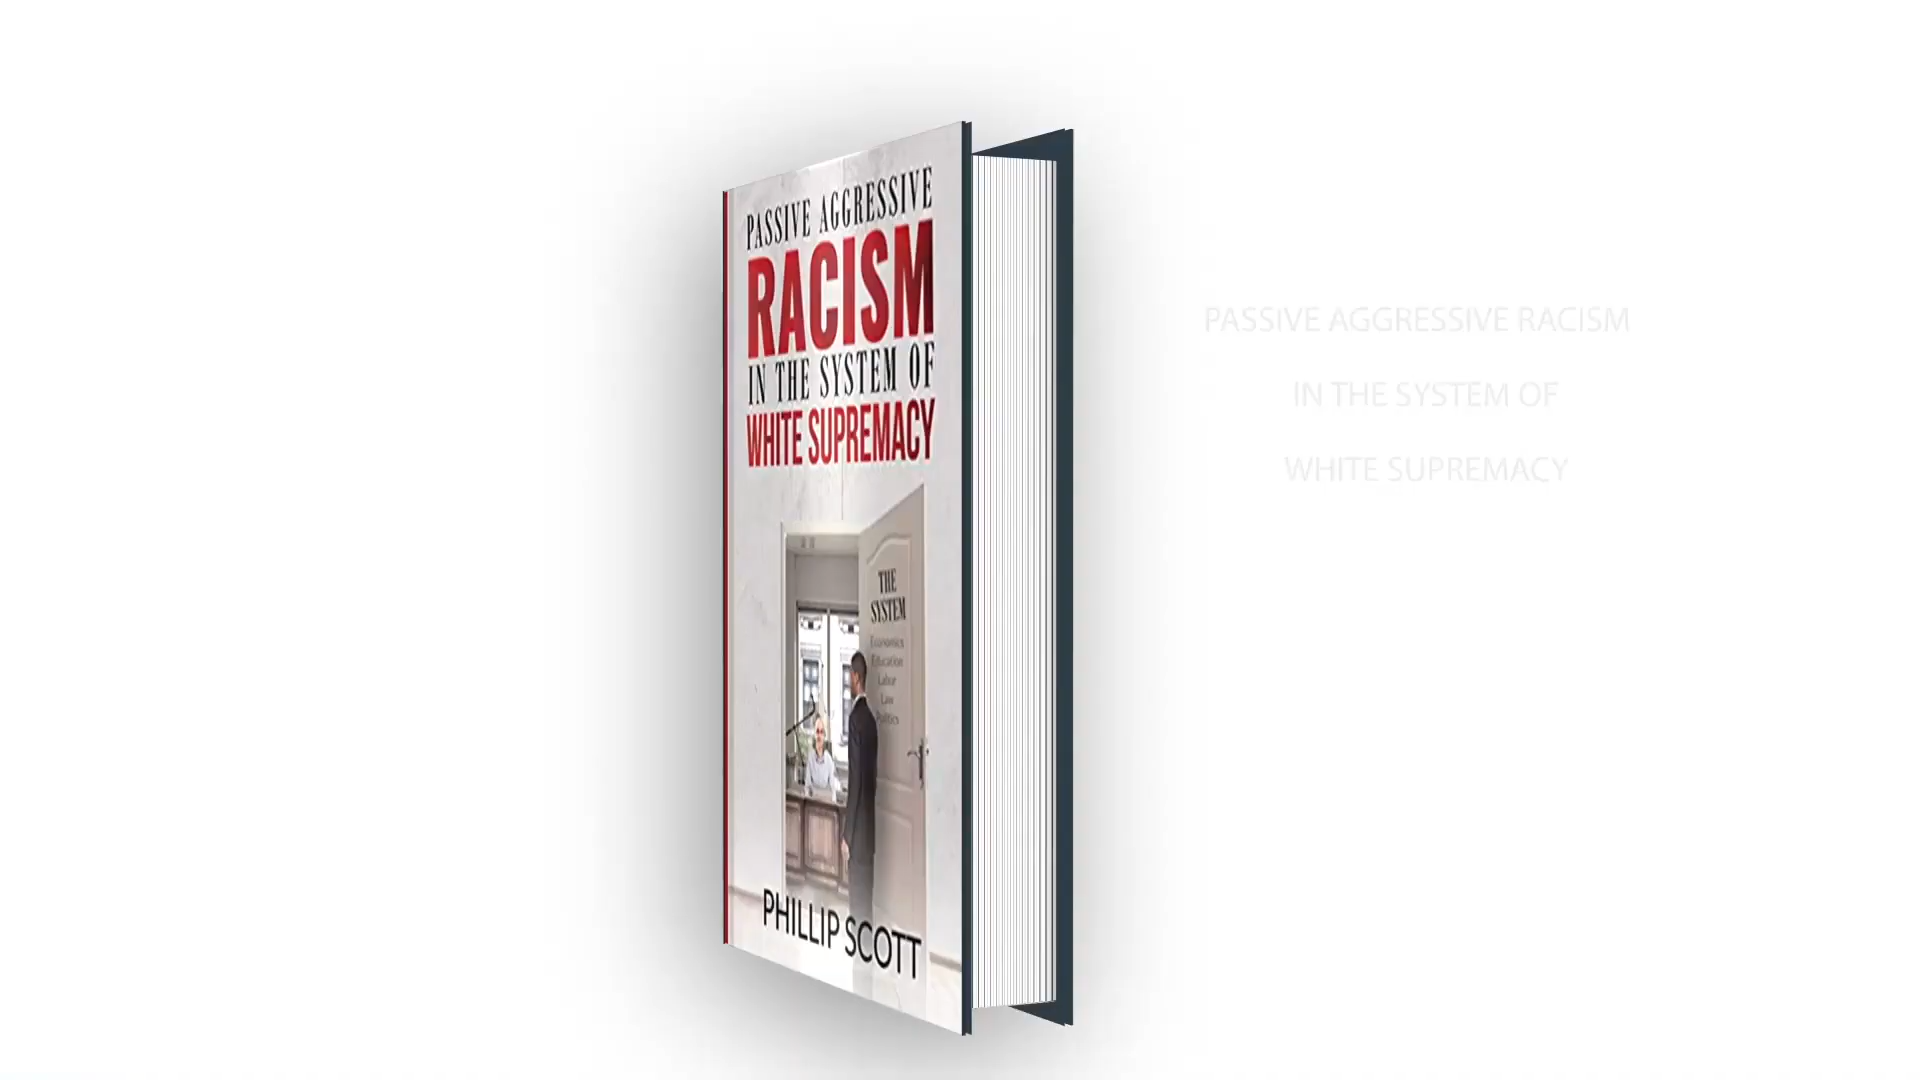 PASSIVE AGGRESSIVE
RACISM
IN THE SYSTEM OF
WHITE SUPREMACY
THE
SYSTEM
Economics
Education
Labor
Law
Politics
PHILLIP SCOTT
PASSIVE AGGRESSIVE RACISM
IN THE SYSTEM OF
WHITE SUPREMACY